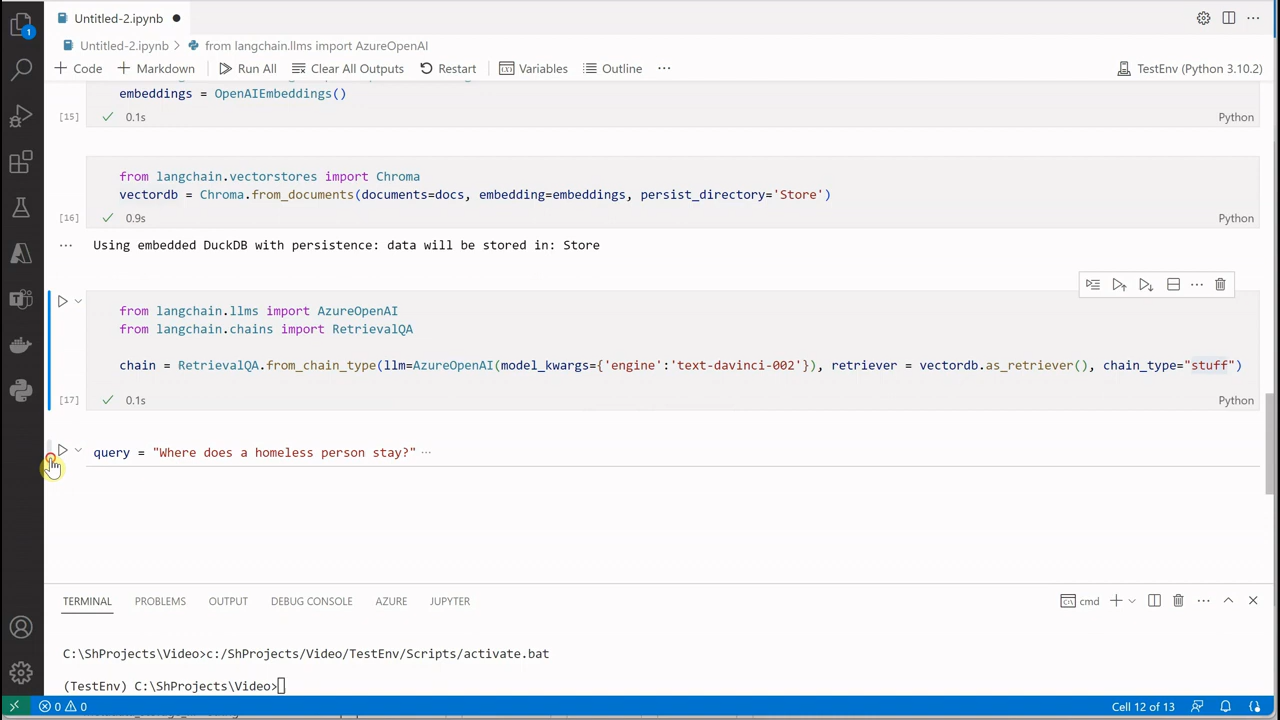 Untitled-2.ipynb ●
Untitled-2.ipynb > from langchain.llms import AzureOpenAI
+ Code + Markdown Run All Clear All Outputs Restart Variables Outline ··· TestEnv (Python 3.10.2)
embeddings = OpenAIEmbeddings()
[15] ✓ 0.1s Python
from langchain.vectorstores import Chroma
vectordb = Chroma.from_documents(documents=docs, embedding=embeddings, persist_directory='Store')
[16] ✓ 0.9s Python
··· Using embedded DuckDB with persistence: data will be stored in: Store
from langchain.llms import AzureOpenAI
from langchain.chains import RetrievalQA
chain = RetrievalQA.from_chain_type(llm=AzureOpenAI(model_kwargs={'engine':'text-davinci-002'}), retriever = vectordb.as_retriever(), chain_type="stuff")
[17] ✓ 0.1s Python
query = "Where does a homeless person stay?" ···
TERMINAL PROBLEMS OUTPUT DEBUG CONSOLE AZURE JUPYTER cmd
C:\ShProjects\Video>c:/ShProjects/Video/TestEnv/Scripts/activate.bat
(TestEnv) C:\ShProjects\Video>
0 0 Cell 12 of 13
1